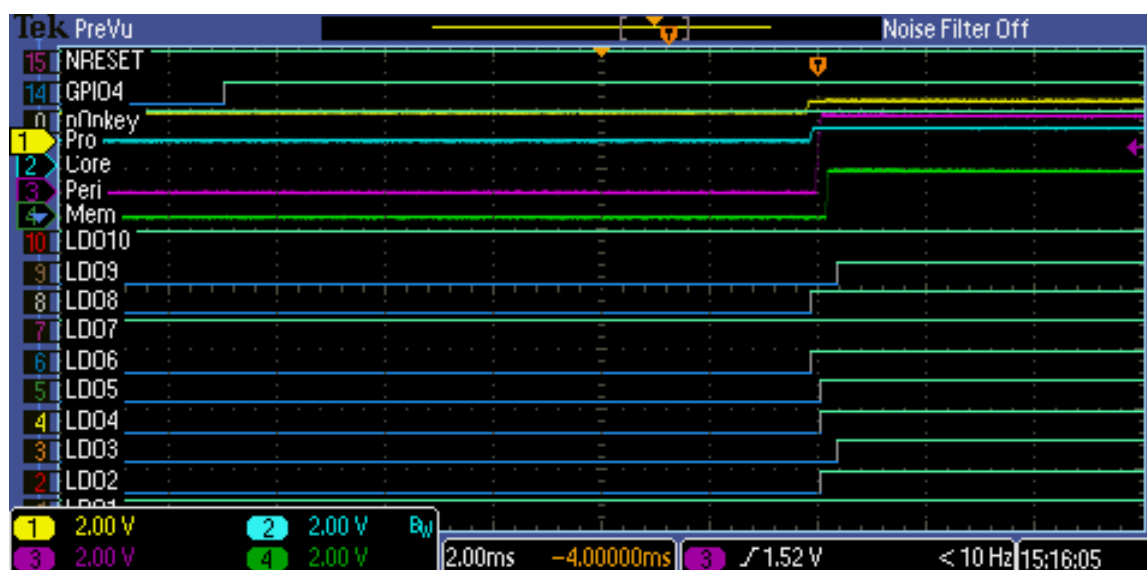 Tek PreVu Noise Filter Off
15 NRESET
14 GPIO4
0 nOnkey
1 Pro
2 Core
3 Peri
4 Mem
10 LDO10
9 LDO9
8 LDO8
7 LDO7
6 LDO6
5 LDO5
4 LDO4
3 LDO3
2 LDO2
LDO1
1 2.00 V 2 2.00 V BW
3 2.00 V 4 2.00 V 2.00ms -4.00000ms 3 1.52 V < 10 Hz 15:16:05